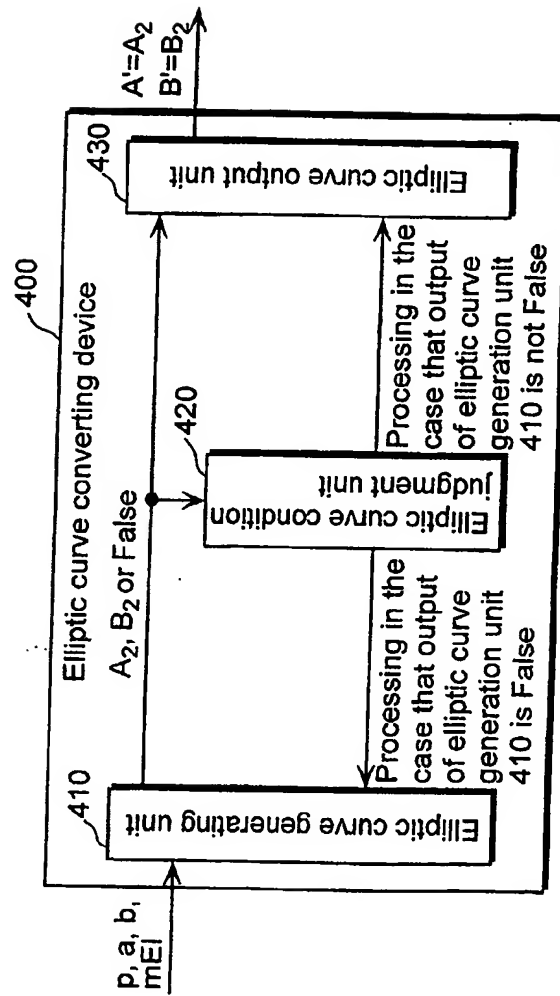 400
Elliptic curve converting device
p, a, b,
mEI
410
Elliptic curve generating unit
A2, B2 or False
420
Elliptic curve condition
judgment unit
Processing in the
case that output
of elliptic curve
generation unit
410 is False
Processing in the
case that output
of elliptic curve
generation unit
410 is not False
430
Elliptic curve output unit
A'=A2
B'=B2